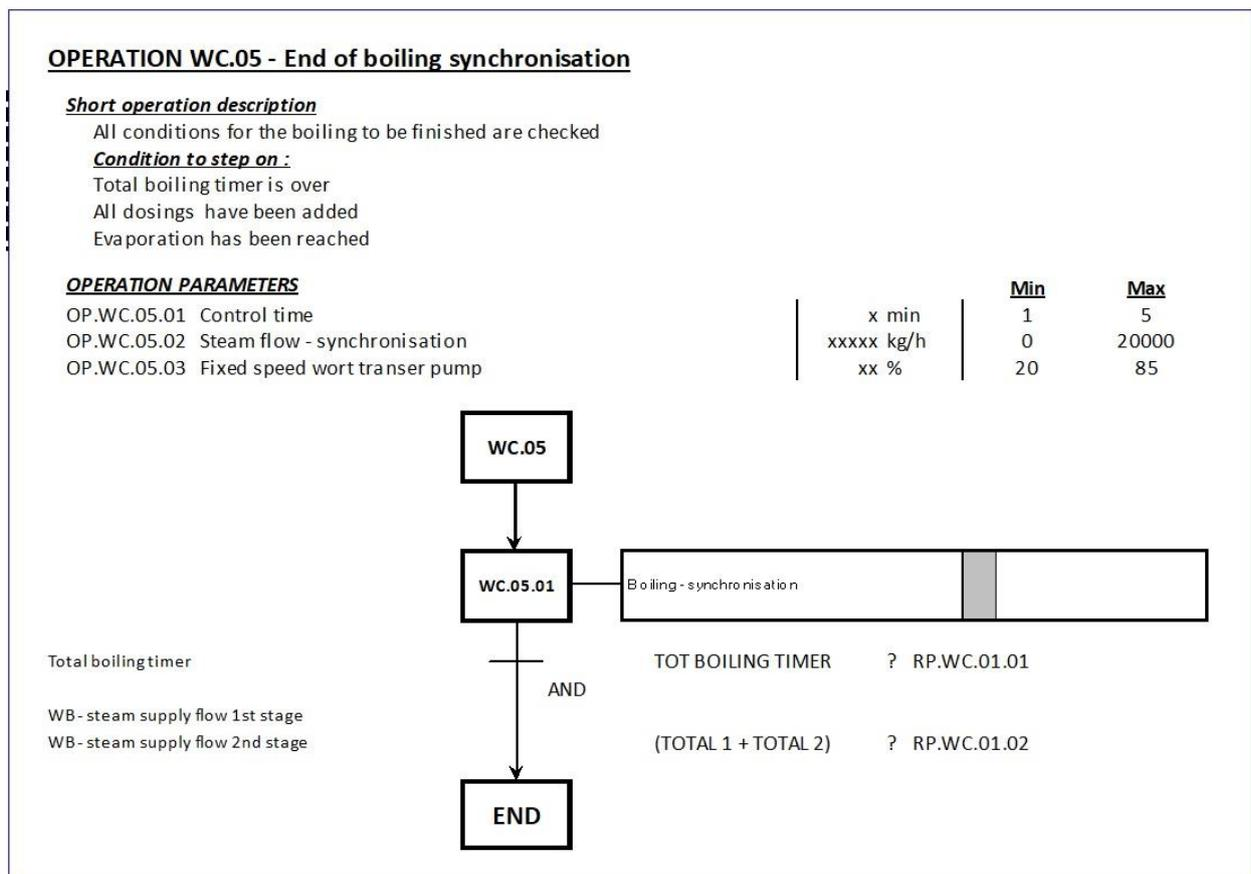 OPERATION WC.05 - End of boiling synchronisation
Short operation description
All conditions for the boiling to be finished are checked
Condition to step on :
Total boiling timer is over
All dosings have been added
Evaporation has been reached
OPERATION PARAMETERS Min Max
OP.WC.05.01 Control time x min 1 5
OP.WC.05.02 Steam flow - synchronisation xxxxx kg/h 0 20000
OP.WC.05.03 Fixed speed wort transer pump xx % 20 85
WC.05
WC.05.01 Boiling - synchronisation
Total boiling timer TOT BOILING TIMER ? RP.WC.01.01
AND
WB - steam supply flow 1st stage
WB - steam supply flow 2nd stage (TOTAL 1 + TOTAL 2) ? RP.WC.01.02
END